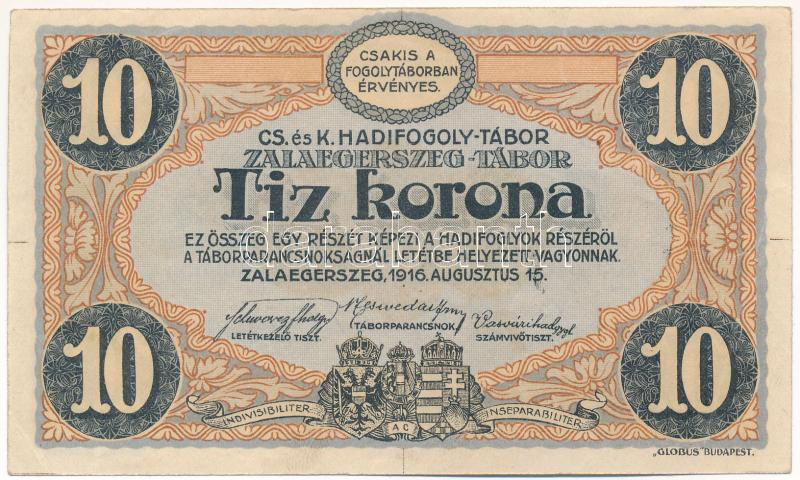 10 CSAKIS A 10
FOGOLYTÁBORBAN
ÉRVÉNYES.
CS. és K. HADIFOGOLY-TÁBOR
ZALAEGERSZEG-TÁBOR
Tiz korona
EZ ÖSSZEG EGY RÉSZÉT KÉPEZI A HADIFOGLYOK RÉSZÉRŐL
A TÁBORPARANCSNOKSÁGNÁL LETÉTBE HELYEZETT VAGYONNAK.
ZALAEGERSZEG, 1916. AUGUSZTUS 15.
LETÉTKEZELŐ TISZT. TÁBORPARANCSNOK. SZÁMVIVŐTISZT.
10 10
INDIVISIBILITER AC INSEPARABILITER
„GLOBUS" BUDAPEST.
darabanth